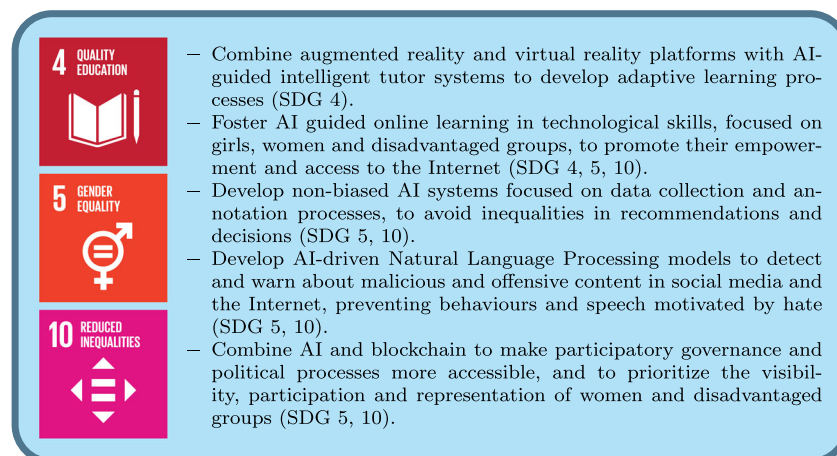 4 QUALITY
EDUCATION
– Combine augmented reality and virtual reality platforms with AI-
guided intelligent tutor systems to develop adaptive learning pro-
cesses (SDG 4).
– Foster AI guided online learning in technological skills, focused on
girls, women and disadvantaged groups, to promote their empower-
ment and access to the Internet (SDG 4, 5, 10).
5 GENDER
EQUALITY
– Develop non-biased AI systems focused on data collection and an-
notation processes, to avoid inequalities in recommendations and
decisions (SDG 5, 10).
– Develop AI-driven Natural Language Processing models to detect
and warn about malicious and offensive content in social media and
the Internet, preventing behaviours and speech motivated by hate
(SDG 5, 10).
10 REDUCED
INEQUALITIES
– Combine AI and blockchain to make participatory governance and
political processes more accessible, and to prioritize the visibil-
ity, participation and representation of women and disadvantaged
groups (SDG 5, 10).